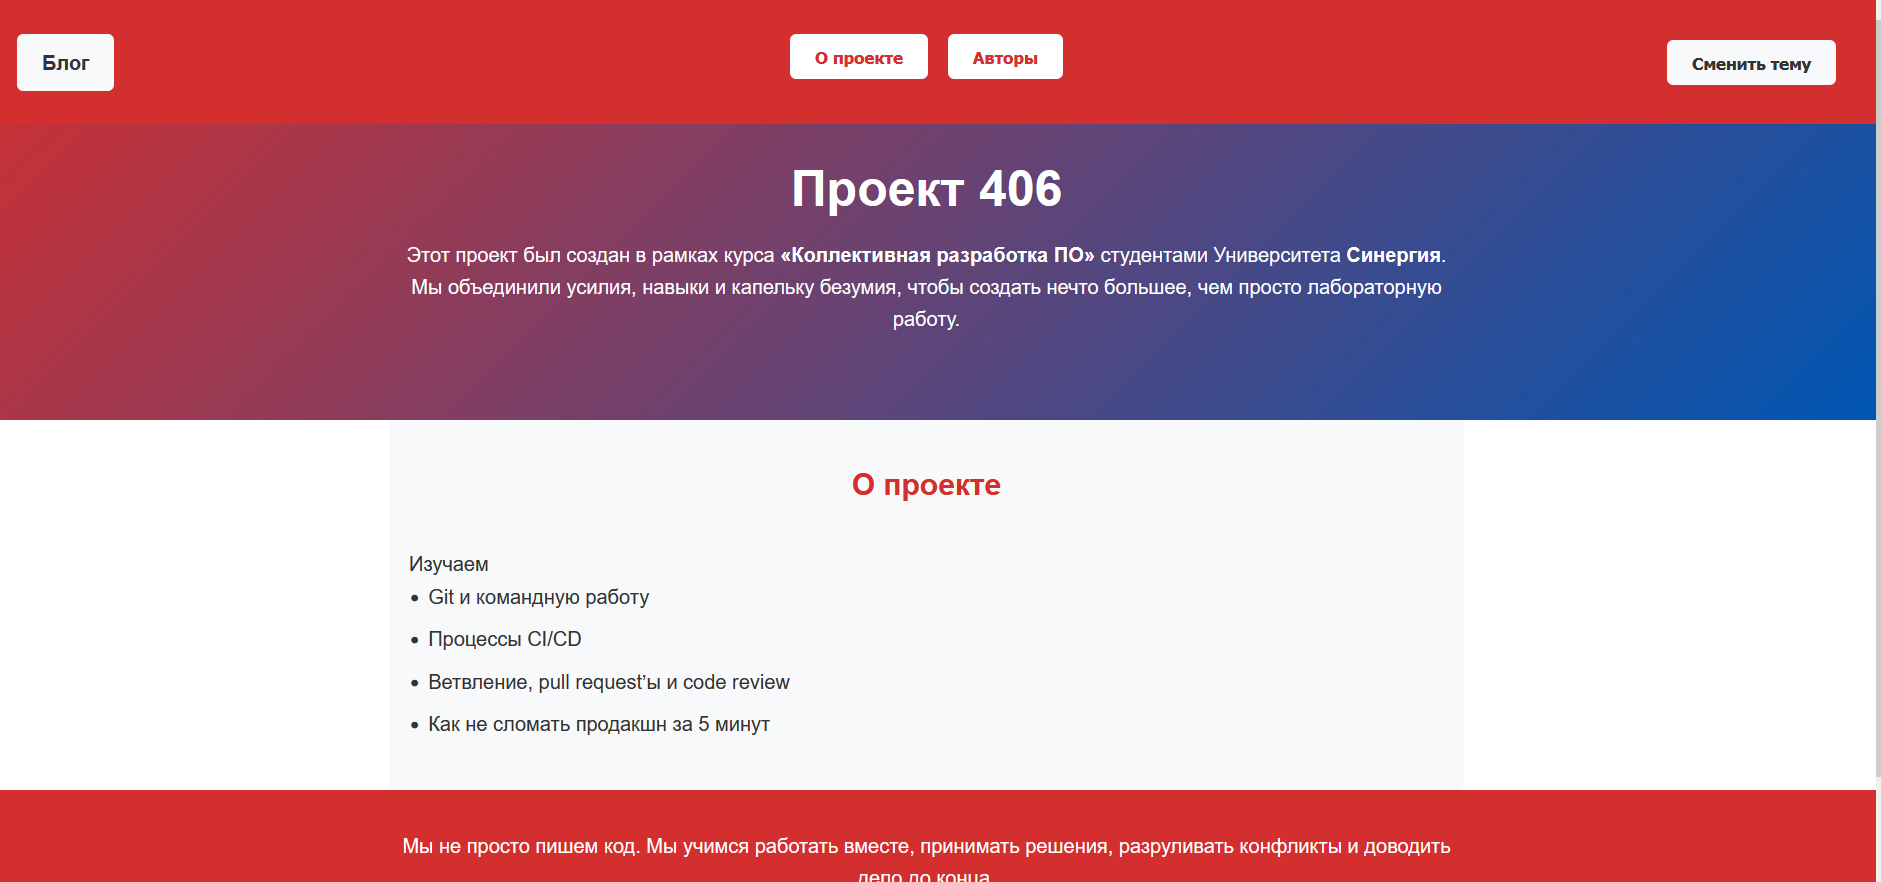 Блог
О проекте
Авторы
Сменить тему
Проект 406
Этот проект был создан в рамках курса «Коллективная разработка ПО» студентами Университета Синергия.
Мы объединили усилия, навыки и капельку безумия, чтобы создать нечто большее, чем просто лабораторную
работу.
О проекте
Изучаем
• Git и командную работу
• Процессы CI/CD
• Ветвление, pull request’ы и code review
• Как не сломать продакшн за 5 минут
Мы не просто пишем код. Мы учимся работать вместе, принимать решения, разруливать конфликты и доводить
дело до конца.